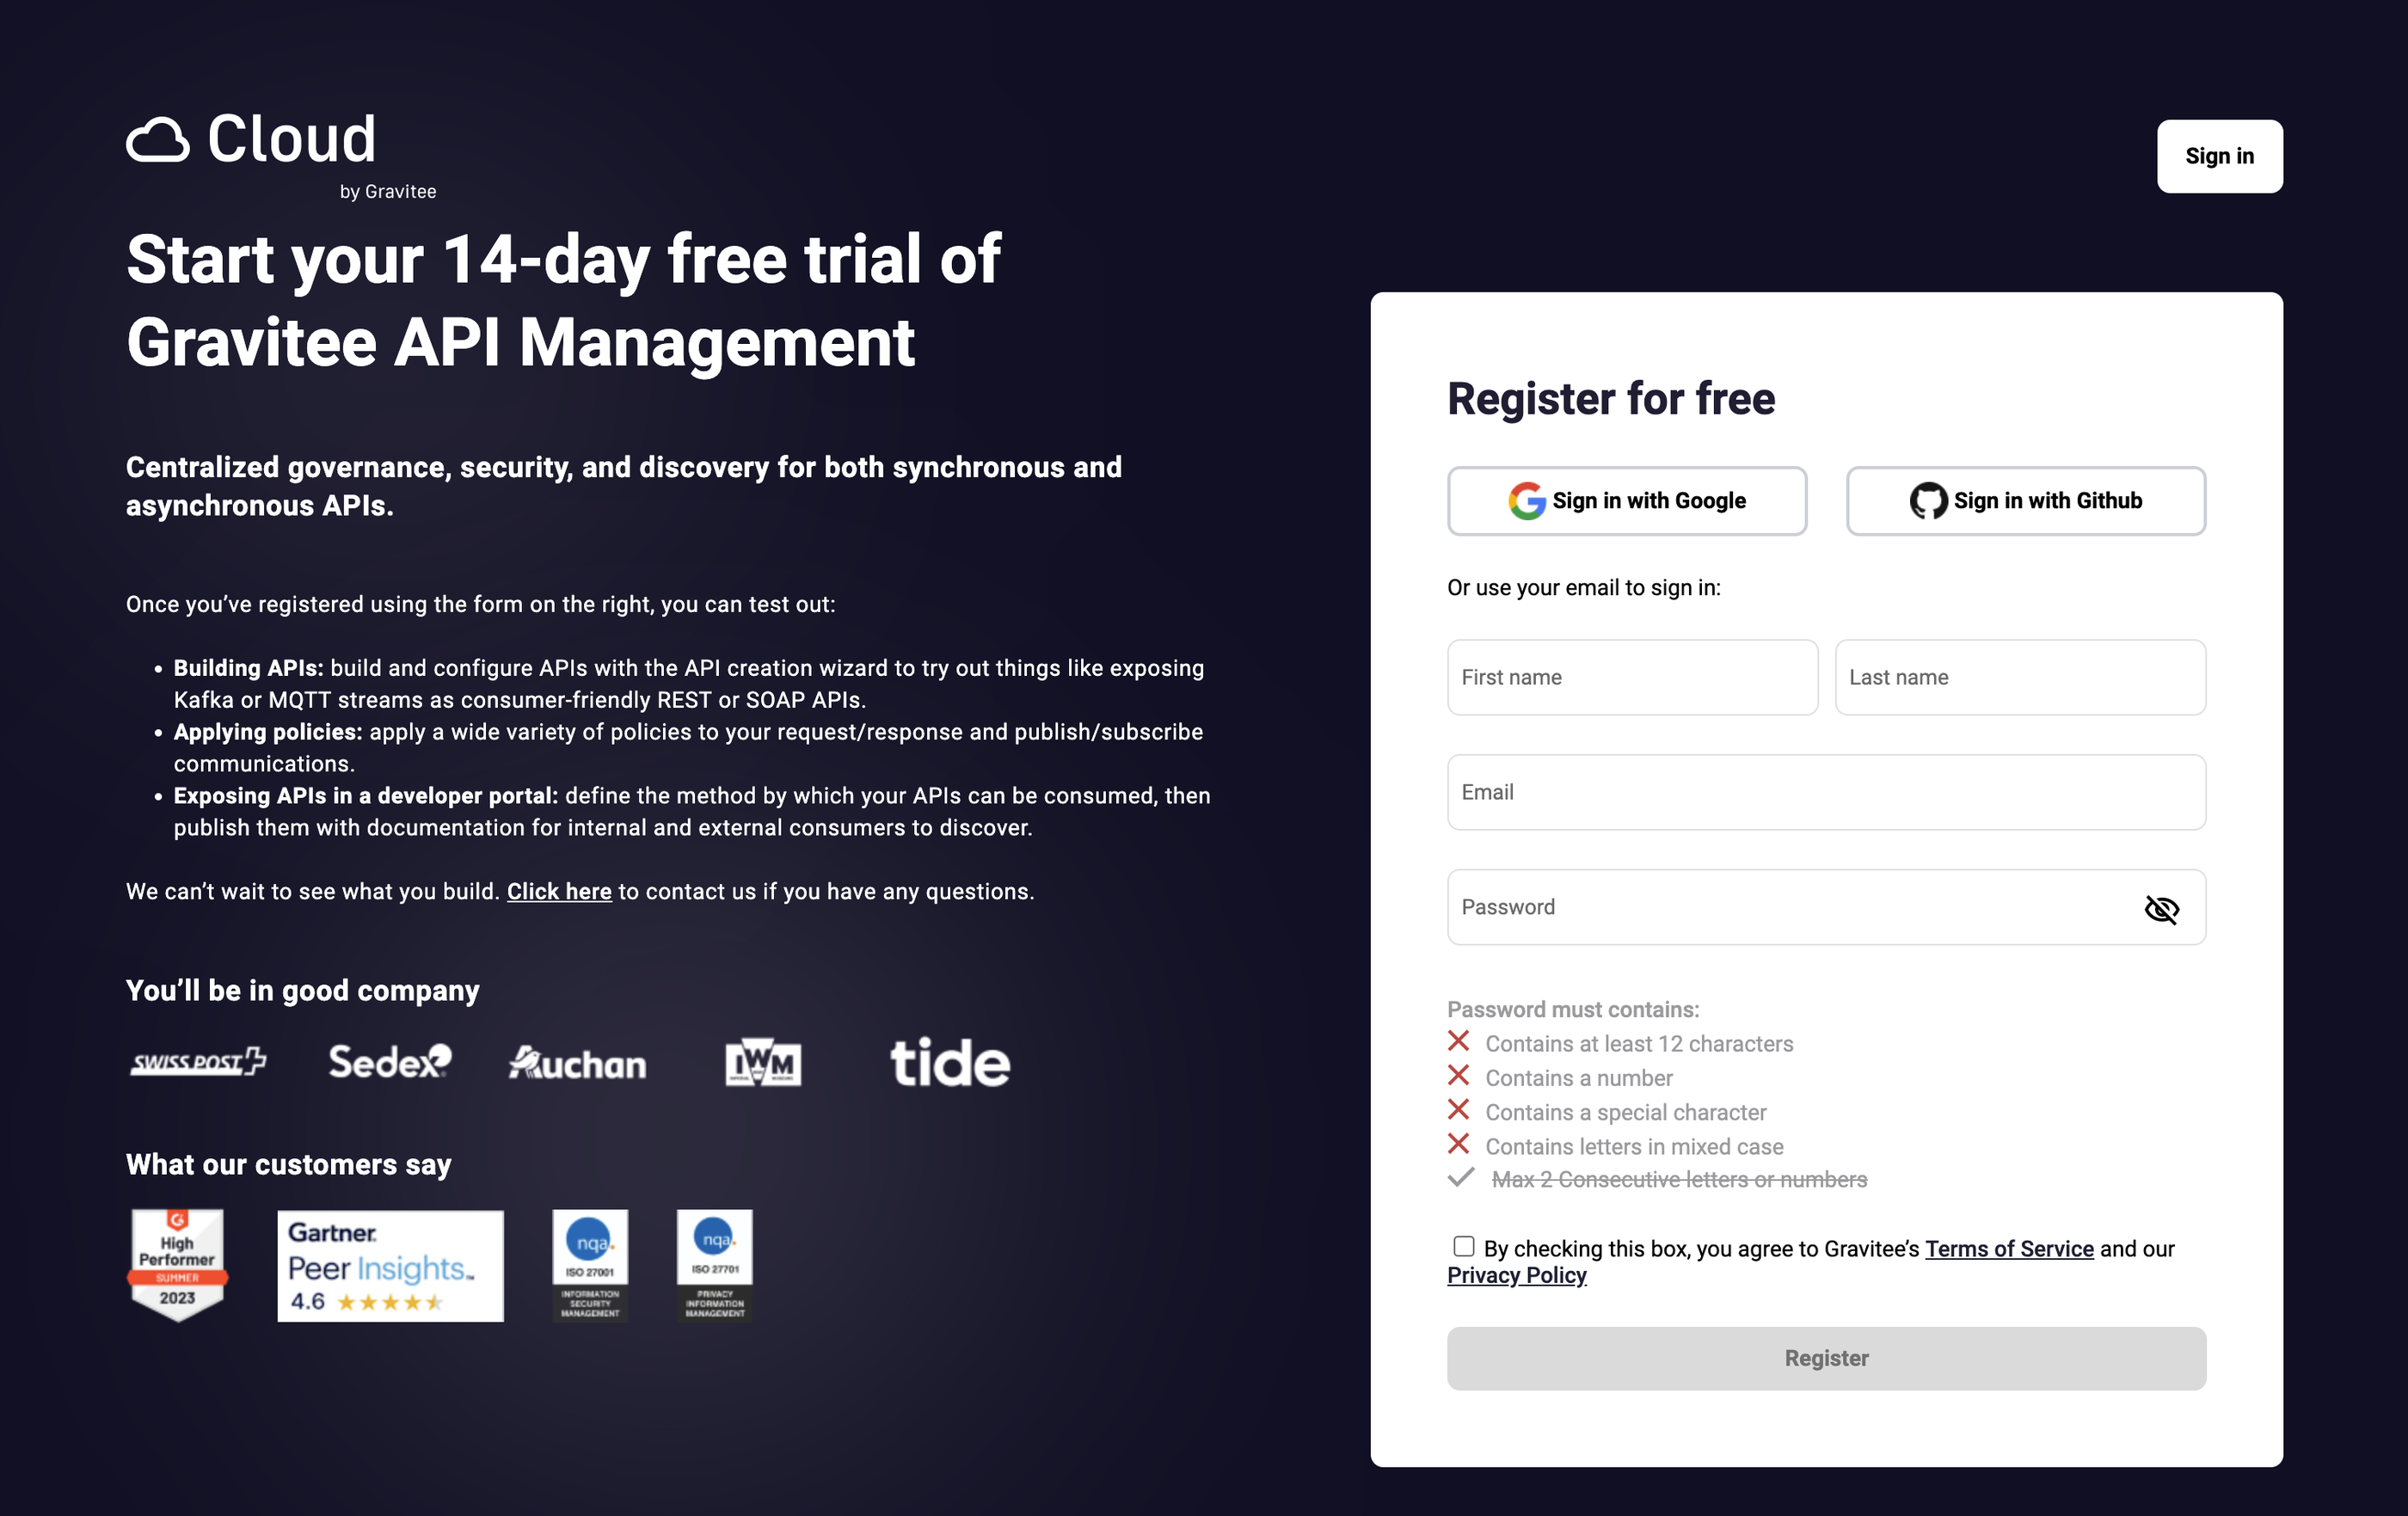 Cloud
by Gravitee
Sign in
Start your 14-day free trial of
Gravitee API Management
Centralized governance, security, and discovery for both synchronous and
asynchronous APIs.
Once you’ve registered using the form on the right, you can test out:
• Building APIs: build and configure APIs with the API creation wizard to try out things like exposing
Kafka or MQTT streams as consumer-friendly REST or SOAP APIs.
• Applying policies: apply a wide variety of policies to your request/response and publish/subscribe
communications.
• Exposing APIs in a developer portal: define the method by which your APIs can be consumed, then
publish them with documentation for internal and external consumers to discover.
We can’t wait to see what you build. Click here to contact us if you have any questions.
You’ll be in good company
SWISS POST
Sedex
Auchan
IWM
tide
What our customers say
High
Performer
SUMMER
2023
Gartner.
Peer Insights™
4.6
nqa.
ISO 27001
INFORMATION
SECURITY
MANAGEMENT
nqa.
ISO 27701
PRIVACY
INFORMATION
MANAGEMENT
Register for free
Sign in with Google
Sign in with Github
Or use your email to sign in:
First name
Last name
Email
Password
Password must contains:
Contains at least 12 characters
Contains a number
Contains a special character
Contains letters in mixed case
Max 2 Consecutive letters or numbers
By checking this box, you agree to Gravitee’s Terms of Service and our
Privacy Policy
Register